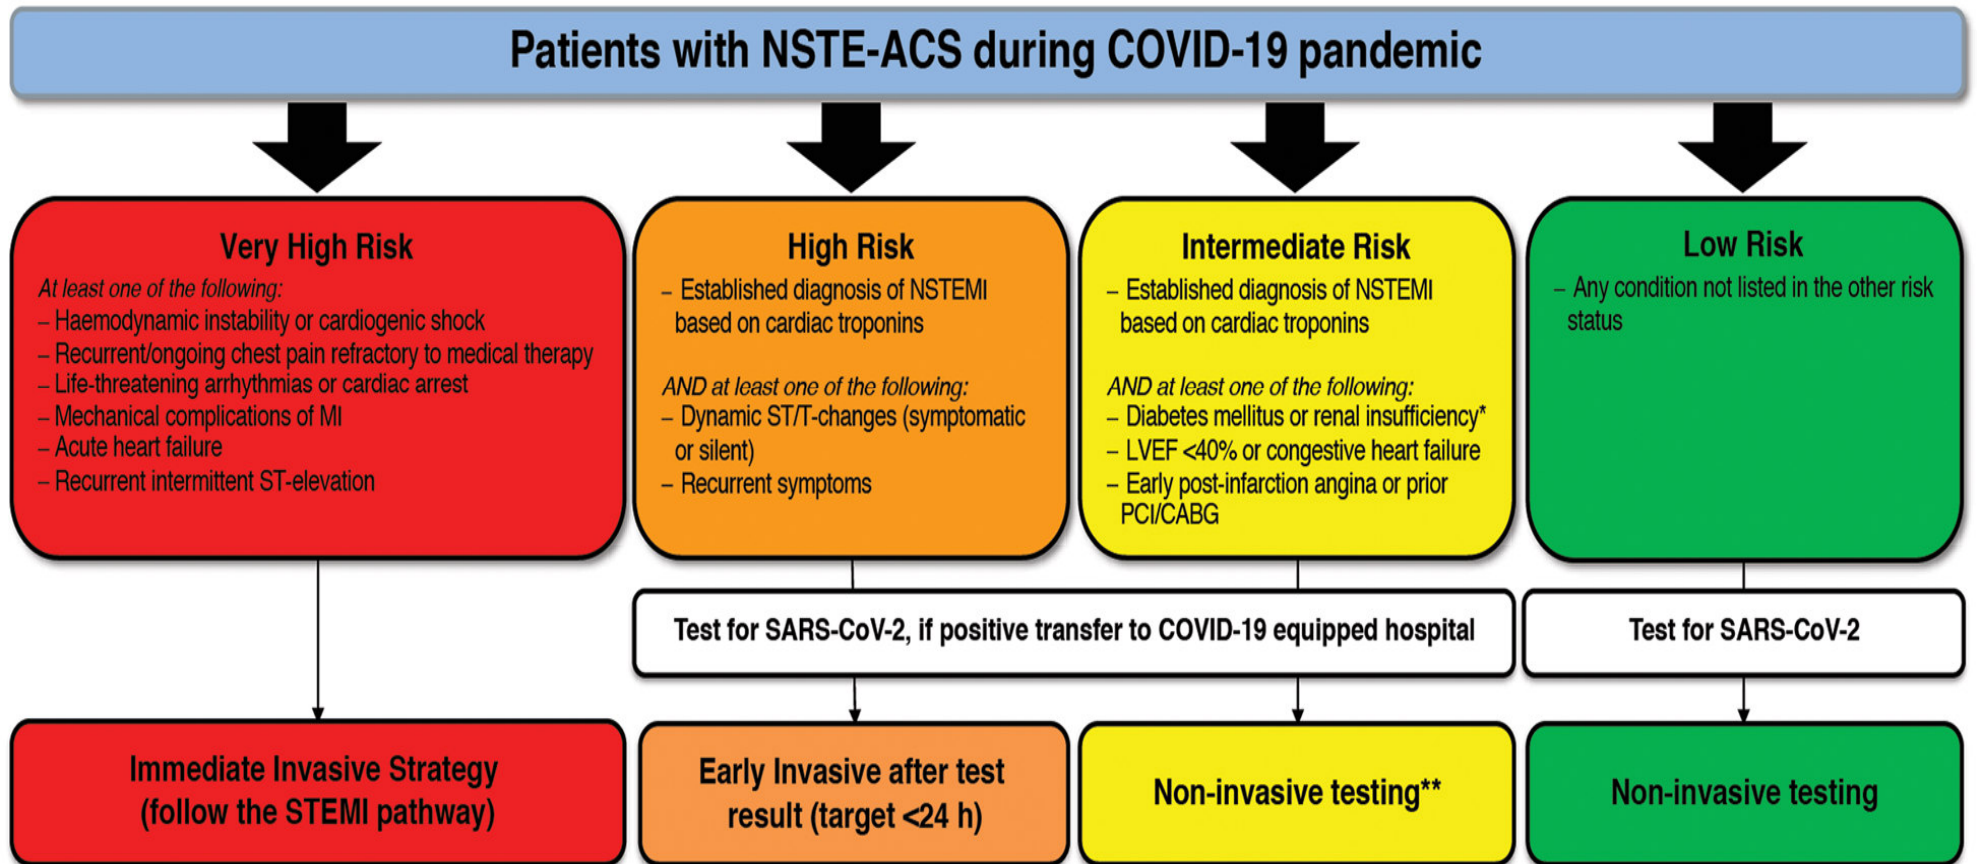 Patients with NSTE-ACS during COVID-19 pandemic
Very High Risk
At least one of the following:
– Haemodynamic instability or cardiogenic shock
– Recurrent/ongoing chest pain refractory to medical therapy
– Life-threatening arrhythmias or cardiac arrest
– Mechanical complications of MI
– Acute heart failure
– Recurrent intermittent ST-elevation
High Risk
– Established diagnosis of NSTEMI
based on cardiac troponins
AND at least one of the following:
– Dynamic ST/T-changes (symptomatic
or silent)
– Recurrent symptoms
Intermediate Risk
– Established diagnosis of NSTEMI
based on cardiac troponins
AND at least one of the following:
– Diabetes mellitus or renal insufficiency*
– LVEF <40% or congestive heart failure
– Early post-infarction angina or prior
PCI/CABG
Low Risk
– Any condition not listed in the other risk
status
Test for SARS-CoV-2, if positive transfer to COVID-19 equipped hospital
Test for SARS-CoV-2
Immediate Invasive Strategy
(follow the STEMI pathway)
Early Invasive after test
result (target <24 h)
Non-invasive testing**
Non-invasive testing